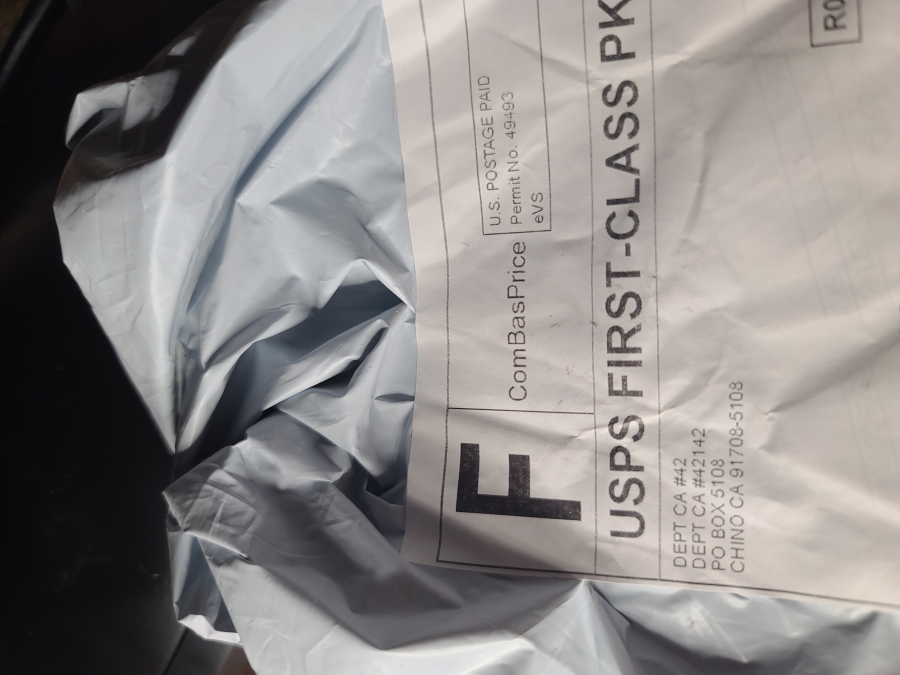 F
ComBasPrice
U.S. POSTAGE PAID
Permit No. 49493
eVS
USPS FIRST-CLASS PK
R0
DEPT CA #42
DEPT CA #42142
PO BOX 5108
CHINO CA 91708-5108